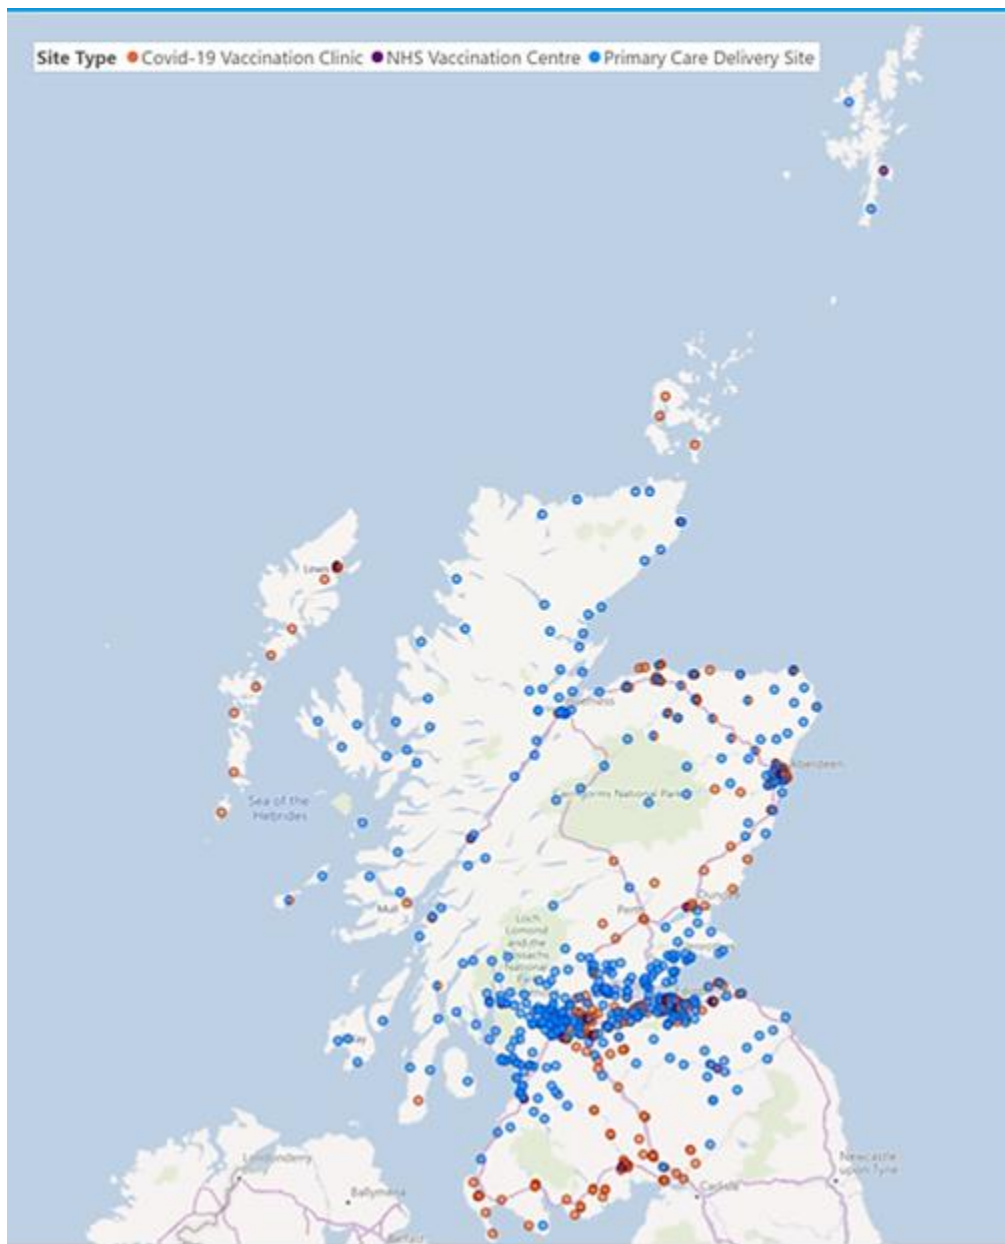 Site Type Covid-19 Vaccination Clinic NHS Vaccination Centre Primary Care Delivery Site
Lewis
Inverness
Aberdeen
Cairngorms National Park
Sea of the
Hebrides
Mull
Dundee
Perth
Loch
Lomond
and the
Trossachs
National
Park
Islay
Londonderry
Ballymena
Belfast
Carlisle
Newcastle
upon Tyne